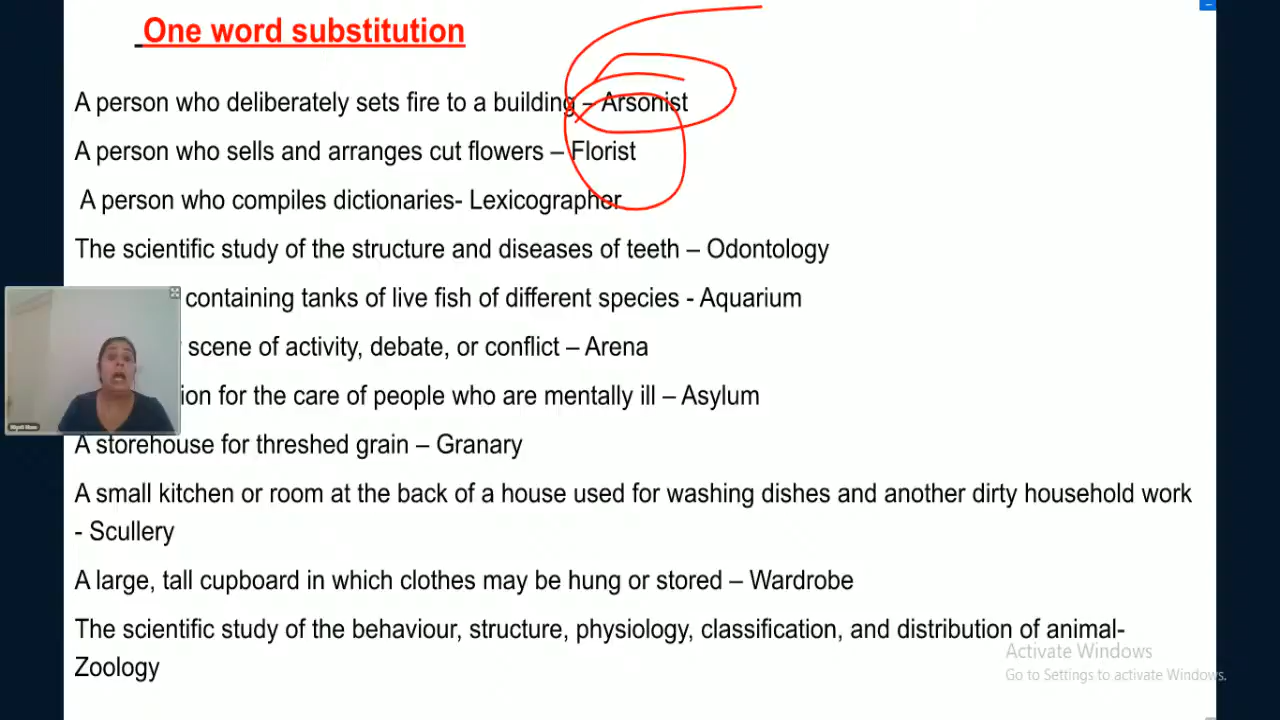 One word substitution
A person who deliberately sets fire to a building – Arsonist
A person who sells and arranges cut flowers – Florist
A person who compiles dictionaries- Lexicographer
The scientific study of the structure and diseases of teeth – Odontology
containing tanks of live fish of different species - Aquarium
scene of activity, debate, or conflict – Arena
ion for the care of people who are mentally ill – Asylum
A storehouse for threshed grain – Granary
A small kitchen or room at the back of a house used for washing dishes and another dirty household work
- Scullery
A large, tall cupboard in which clothes may be hung or stored – Wardrobe
The scientific study of the behaviour, structure, physiology, classification, and distribution of animal-
Zoology
Activate Windows
Go to Settings to activate Windows.